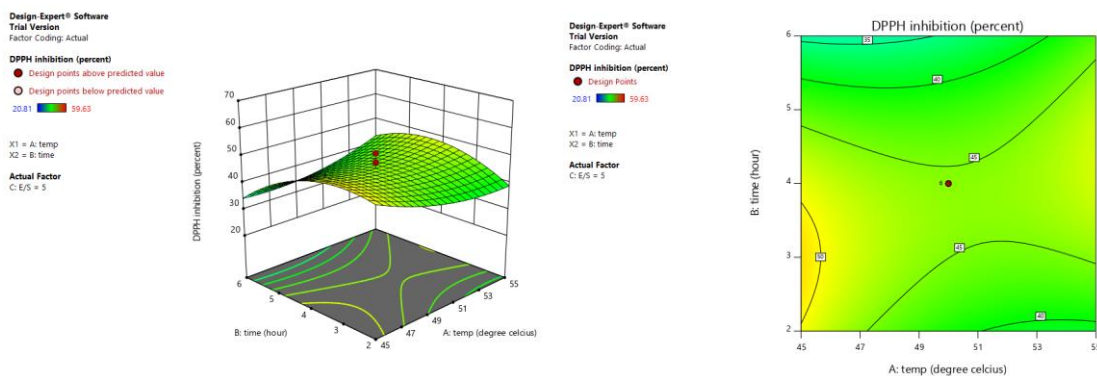 Design-Expert® Software
Trial Version
Factor Coding: Actual
DPPH inhibition (percent)
Design points above predicted value
Design points below predicted value
20.81 59.63
X1 = A: temp
X2 = B: time
Actual Factor
C: E/S = 5
DPPH inhibition (percent)
70
60
50
40
30
20
6
5
4
3
2
B: time (hour)
45
47
49
51
53
55
A: temp (degree celcius)
Design-Expert® Software
Trial Version
Factor Coding: Actual
DPPH inhibition (percent)
Design Points
20.81 59.63
X1 = A: temp
X2 = B: time
Actual Factor
C: E/S = 5
DPPH inhibition (percent)
6
5
4
3
2
B: time (hour)
35
40
45
6
50
45
40
45
47
49
51
53
55
A: temp (degree celcius)